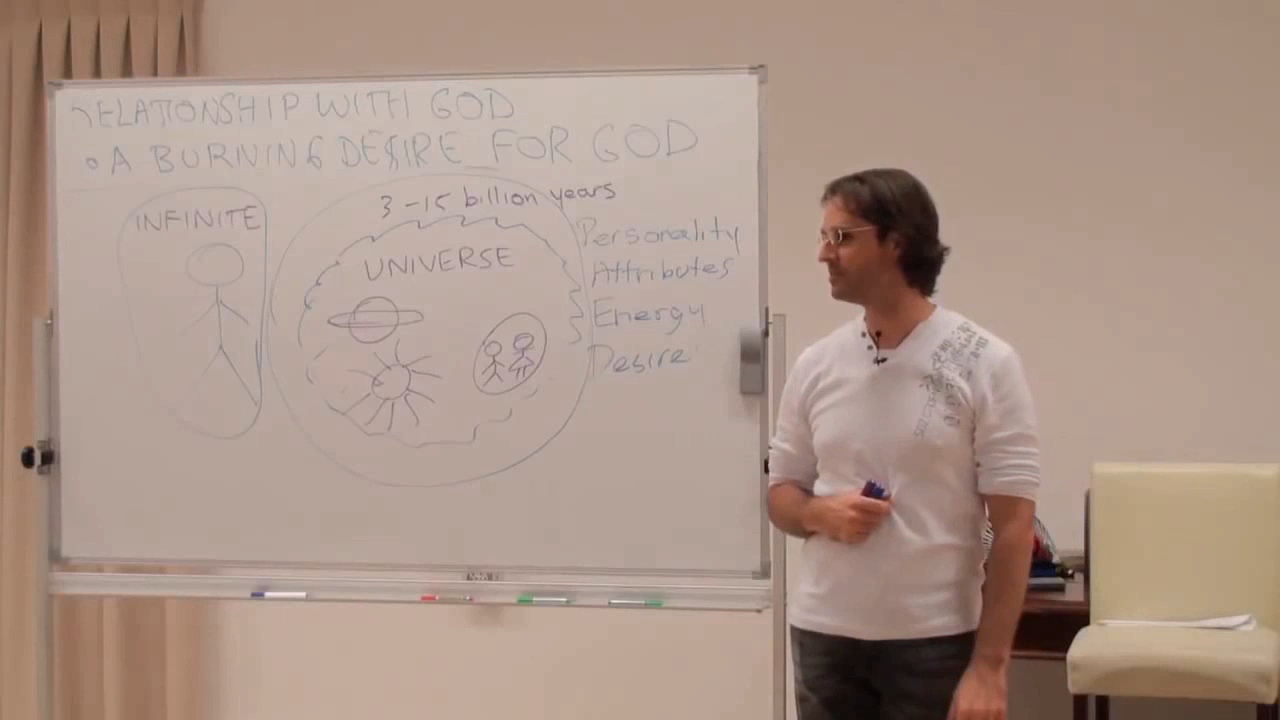 RELATIONSHIP WITH GOD
• A BURNING DESIRE FOR GOD
INFINITE
3-15 billion years
UNIVERSE
Personality
Attributes
Energy
Desire